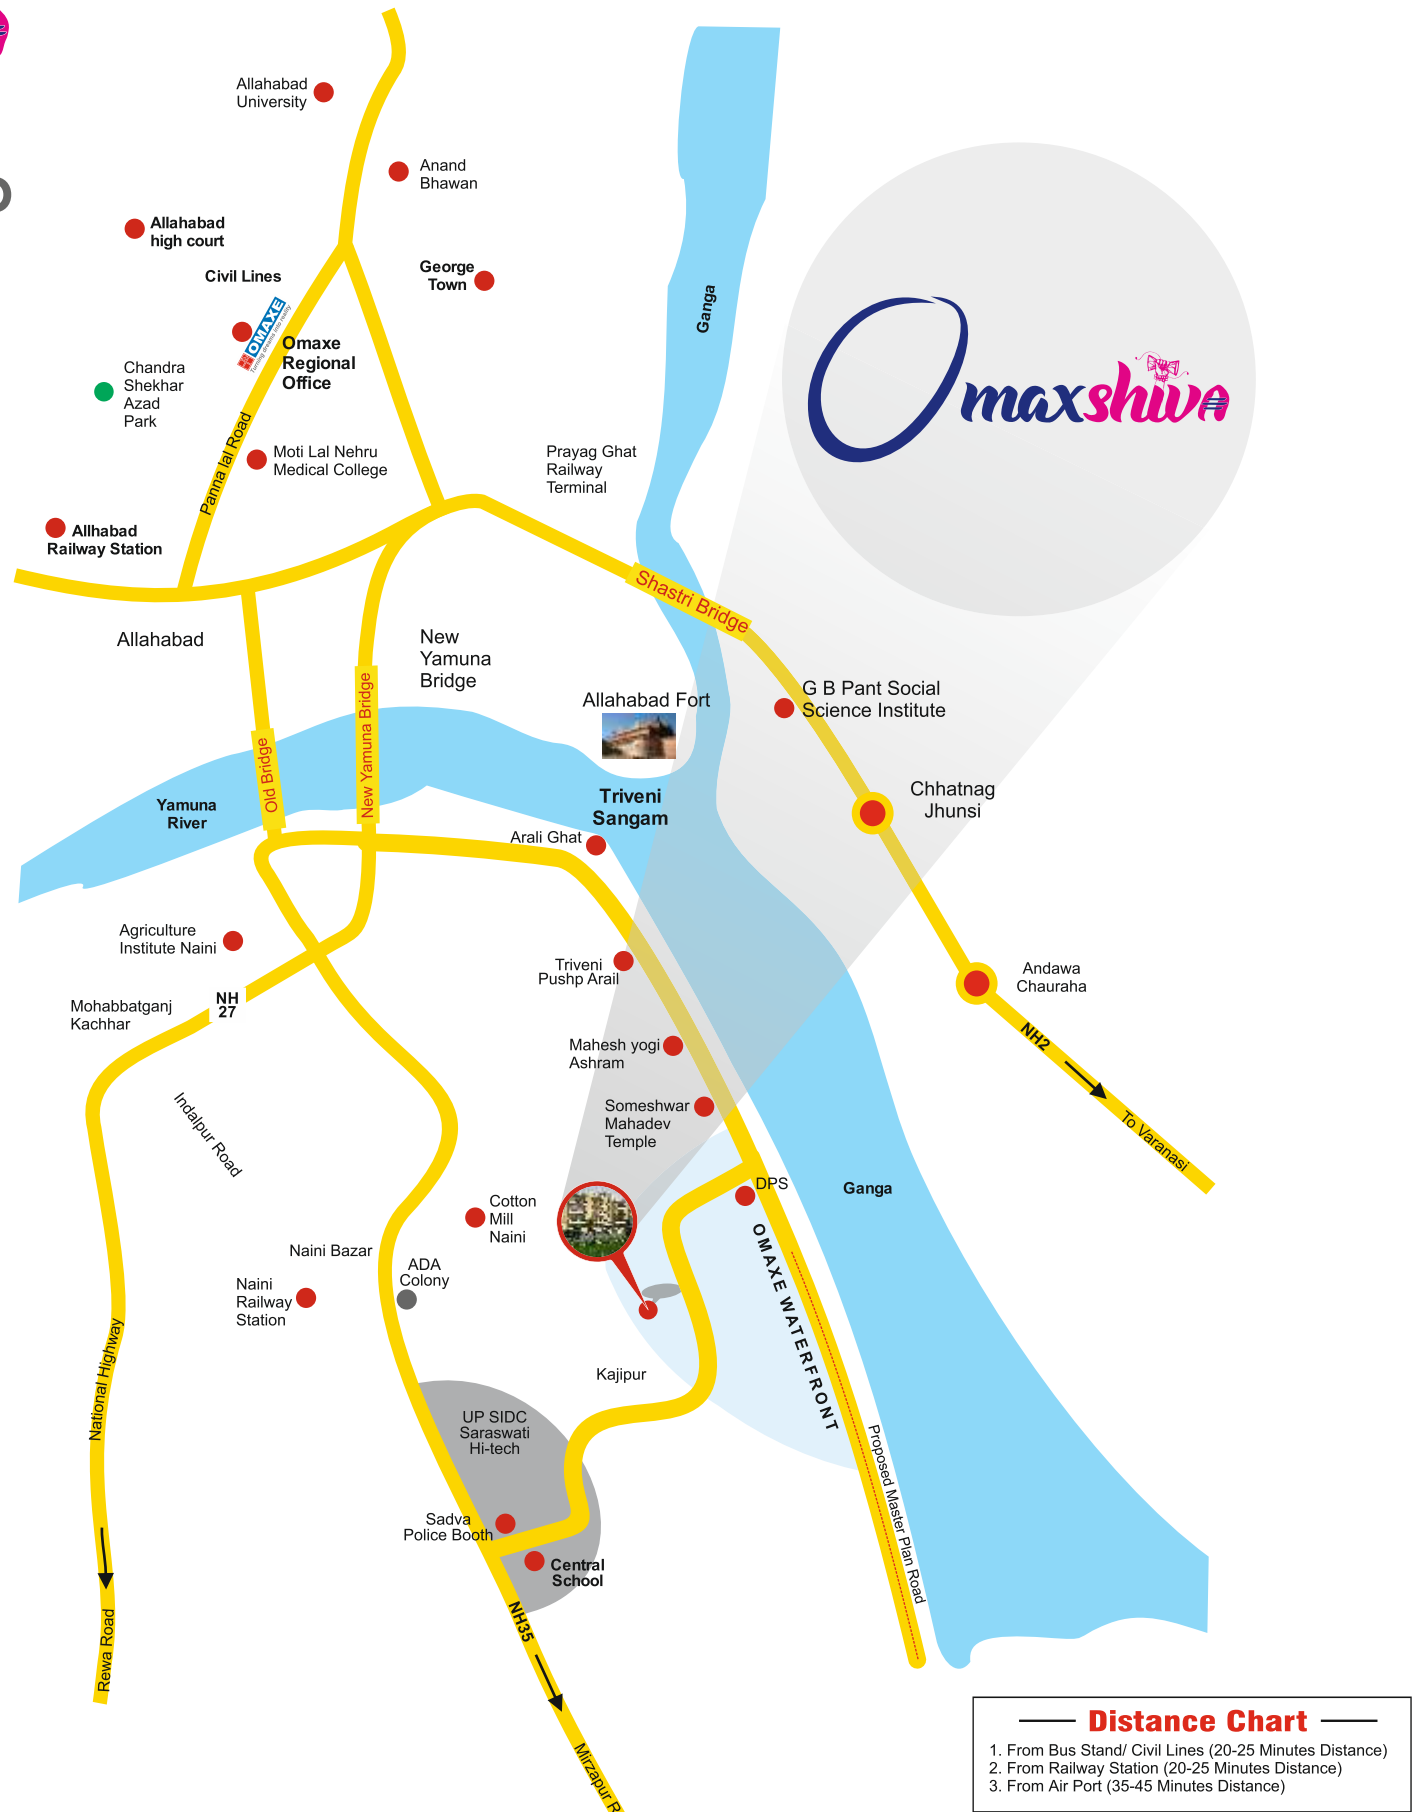 Allahabad
University
Anand
Bhawan
Allahabad
high court
Civil Lines
George
Town
OMAXE
Turning dreams into reality
Omaxe
Regional
Office
Ganga
Omaxshiva
Chandra
Shekhar
Azad
Park
Panna lal Road
Moti Lal Nehru
Medical College
Prayag Ghat
Railway
Terminal
Allhabad
Railway Station
Shastri Bridge
Allahabad
New
Yamuna
Bridge
Allahabad Fort
G B Pant Social
Science Institute
Old Bridge
New Yamuna Bridge
Yamuna
River
Triveni
Sangam
Chhatnag
Jhunsi
Arali Ghat
Agriculture
Institute Naini
Triveni
Pushp Arail
Andawa
Chauraha
NH
27
Mohabbatganj
Kachhar
NH2
Mahesh yogi
Ashram
Someshwar
Mahadev
Temple
Indalpur Road
To Varanasi
DPS
Ganga
Cotton
Mill
Naini
Naini Bazar
ADA
Colony
Naini
Railway
Station
OMAXE WATERFRONT
National Highway
Kajipur
UP SIDC
Saraswati
Hi-tech
Proposed Master Plan Road
Sadva
Police Booth
Central
School
NH35
Rewa Road
Mirzapur R
Distance Chart
1. From Bus Stand/ Civil Lines (20-25 Minutes Distance)
2. From Railway Station (20-25 Minutes Distance)
3. From Air Port (35-45 Minutes Distance)